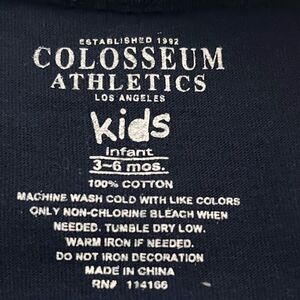 ESTABLISHED 1992
COLOSSEUM
ATHLETICS
LOS ANGELES
kids
infant
3-6 mos.
100% COTTON
MACHINE WASH COLD WITH LIKE COLORS
ONLY NON-CHLORINE BLEACH WHEN
NEEDED. TUMBLE DRY LOW.
WARM IRON IF NEEDED.
DO NOT IRON DECORATION
MADE IN CHINA
RN# 114166